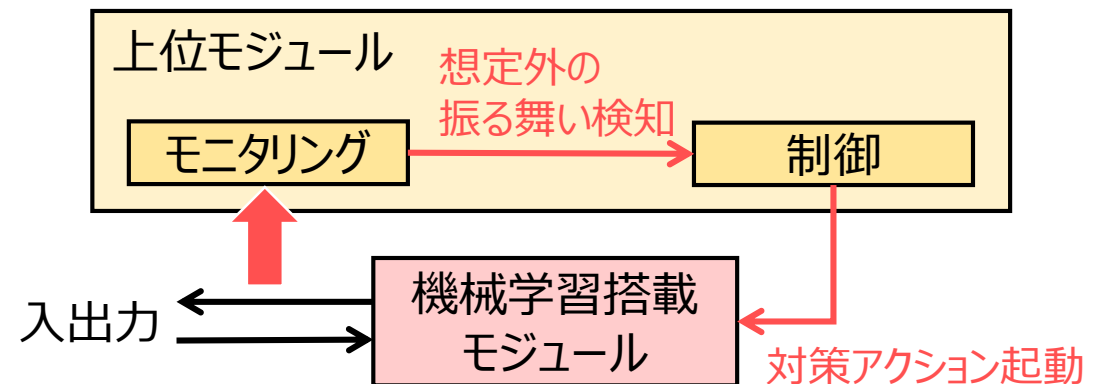 上位モジュール
想定外の
振る舞い検知
モニタリング
制御
機械学習搭載
モジュール
入出力
対策アクション起動